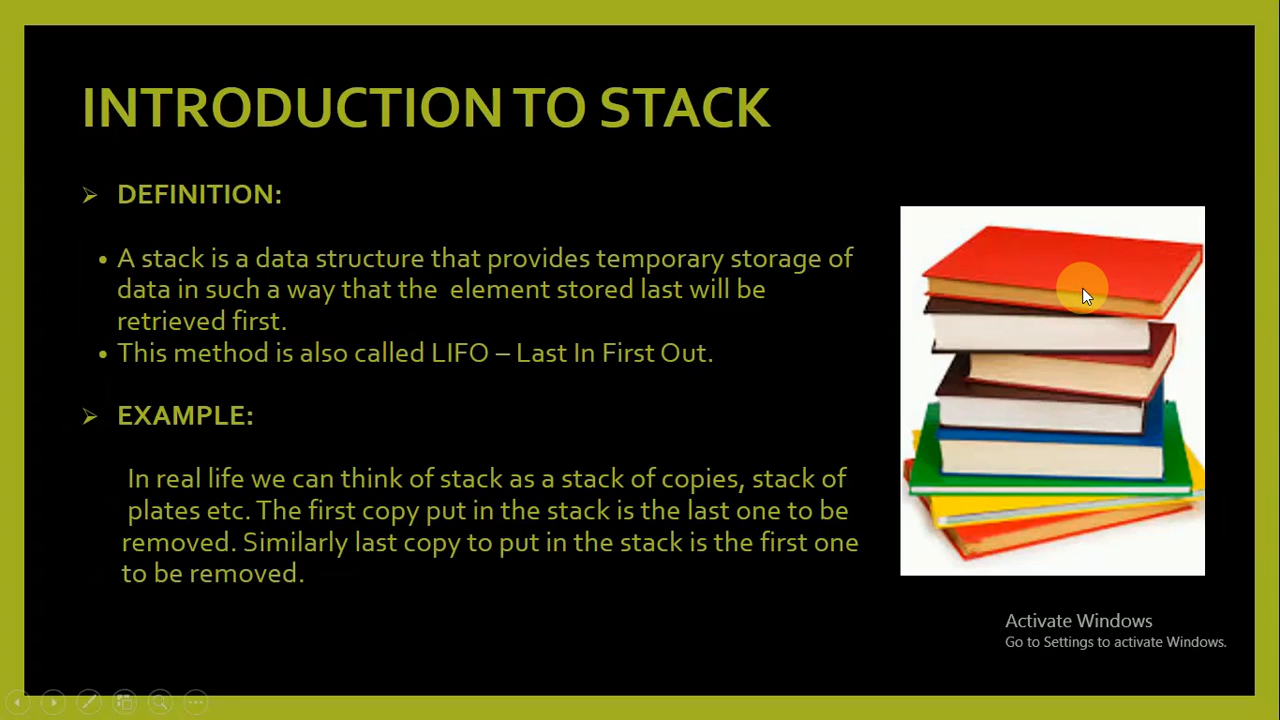 INTRODUCTION TO STACK
➢ DEFINITION:
• A stack is a data structure that provides temporary storage of
data in such a way that the element stored last will be
retrieved first.
• This method is also called LIFO – Last In First Out.
➢ EXAMPLE:
In real life we can think of stack as a stack of copies, stack of
plates etc. The first copy put in the stack is the last one to be
removed. Similarly last copy to put in the stack is the first one
to be removed.
Activate Windows
Go to Settings to activate Windows.